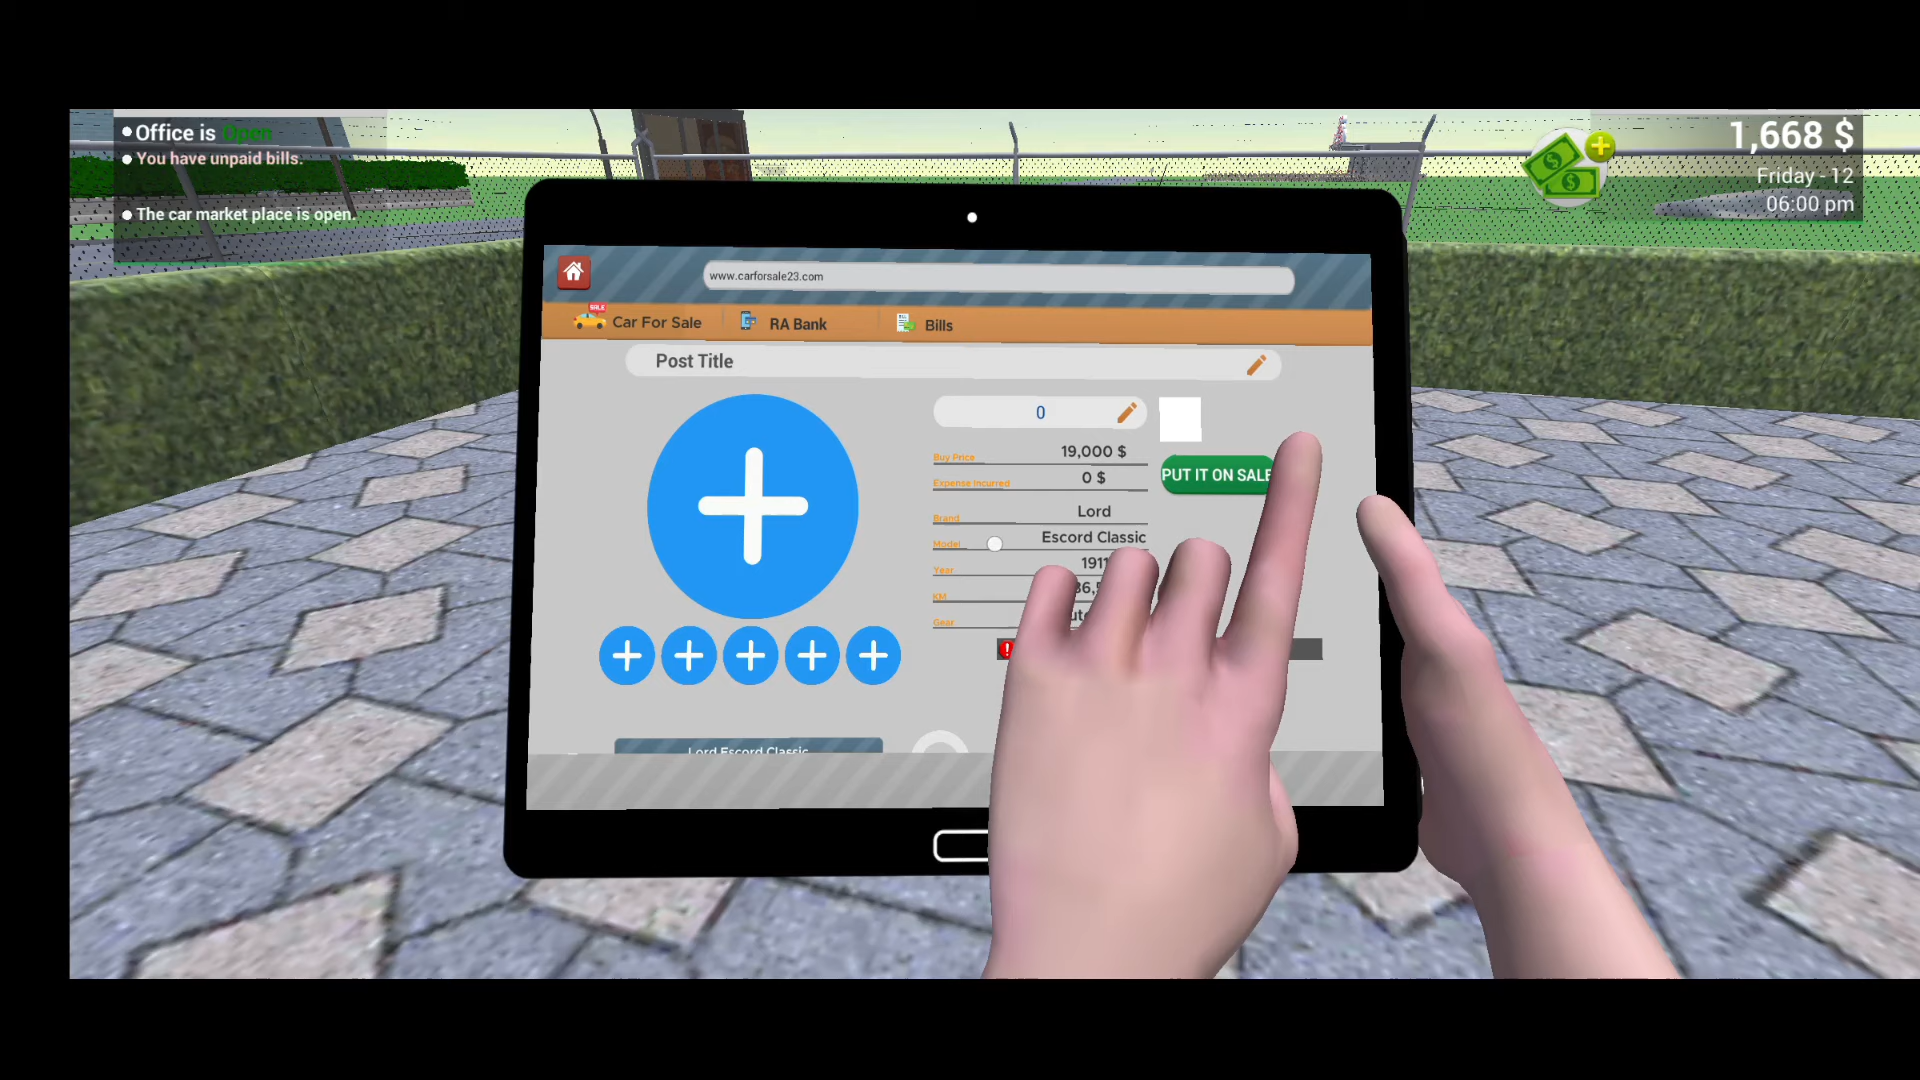 Office is Open
You have unpaid bills.
The car market place is open.
1,668 $
Friday - 12
06:00 pm
www.carforsale23.com
SALE
Car For Sale
RA Bank
Bills
Post Title
0
Buy Price 19,000 $
Expense Incurred 0 $
PUT IT ON SALE
Brand Lord
Model Escord Classic
Year 191
KM
Gear
Lord Escord Classic